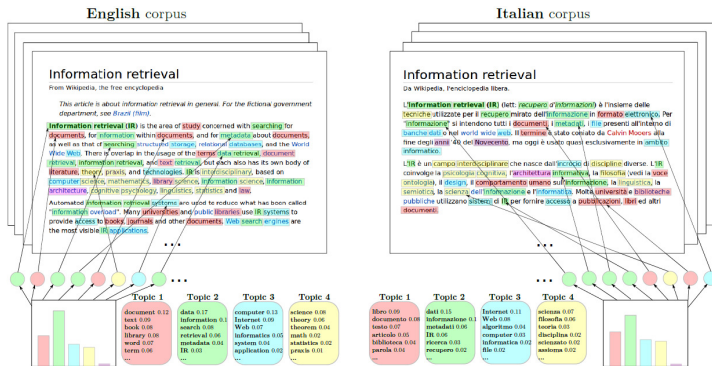 English corpus
Information retrieval
From Wikipedia, the free encyclopedia
This article is about information retrieval in general. For the fictional government
department, see Brazil (film).
Information retrieval (IR) is the area of study concerned with searching for
documents, for information within documents, and for metadata about documents,
as well as that of searching structured storage, relational databases, and the World
Wide Web. There is overlap in the usage of the terms data retrieval, document
retrieval, information retrieval, and text retrieval, but each also has its own body of
literature, theory, praxis, and technologies. IR is interdisciplinary, based on
computer science, mathematics, library science, information science, information
architecture, cognitive psychology, linguistics, statistics and law.
Automated information retrieval systems are used to reduce what has been called
"information overload". Many universities and public libraries use IR systems to
provide access to books, journals and other documents. Web search engines are
the most visible IR applications.
...
...
Topic 1
document 0.12
text 0.09
book 0.08
library 0.08
word 0.07
term 0.06
...
Topic 2
data 0.17
information 0.1
search 0.08
retrieval 0.06
metadata 0.04
IR 0.03
...
Topic 3
computer 0.13
Internet 0.09
Web 0.07
informatics 0.05
system 0.04
application 0.02
...
Topic 4
science 0.08
theory 0.06
theorem 0.04
math 0.02
statistics 0.02
praxis 0.01
...
Italian corpus
Information retrieval
Da Wikipedia, l'enciclopedia libera.
L'Information retrieval (IR) (lett: recupero d'informazioni) è l'insieme delle
tecniche utilizzate per il recupero mirato dell'informazione in formato elettronico. Per
"informazione" si intendono tutti i documenti, i metadati, i file presenti all'interno di
banche dati o nel world wide web. Il termine è stato coniato da Calvin Mooers alla
fine degli anni '40 del Novecento, ma oggi è usato quasi esclusivamente in ambito
informatico.
L'IR è un campo interdisciplinare che nasce dall'incrocio di discipline diverse. L'IR
coinvolge la psicologia cognitiva, l'architettura informativa, la filosofia (vedi la voce
ontologia), il design, il comportamento umano sull'informazione, la linguistica, la
semiotica, la scienza dell'informazione e l'informatica. Molte università e biblioteche
pubbliche utilizzano sistemi di IR per fornire accesso a pubblicazioni, libri ed altri
documenti.
...
...
Topic 1
libro 0.09
documento 0.08
testo 0.07
articolo 0.05
biblioteca 0.04
parola 0.04
...
Topic 2
dati 0.15
informazione 0.1
metadati 0.06
IR 0.06
ricerca 0.03
recupero 0.02
...
Topic 3
Internet 0.11
Web 0.08
algoritmo 0.04
computer 0.03
informatica 0.02
file 0.02
...
Topic 4
scienza 0.07
filosofia 0.06
teoria 0.03
disciplina 0.02
scienzato 0.02
assioma 0.02
...